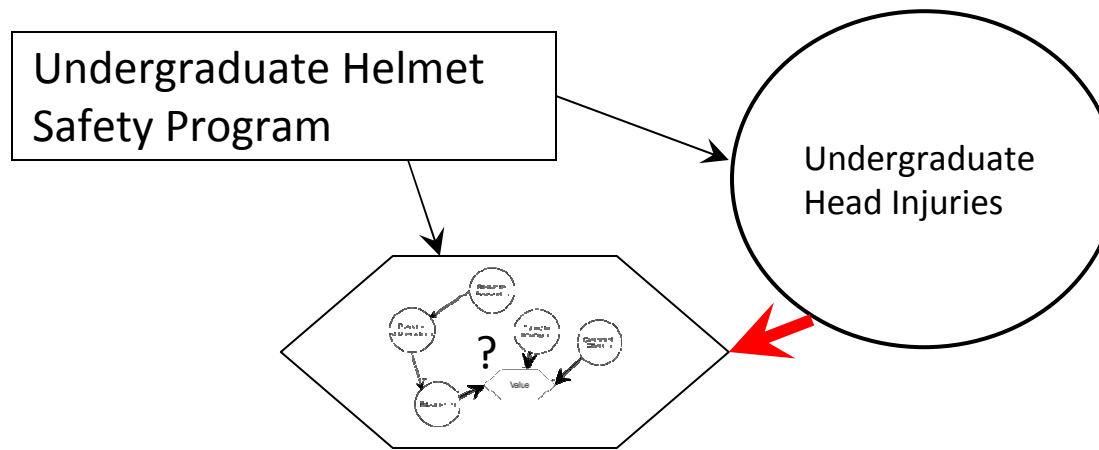 Undergraduate Helmet
Safety Program
Undergraduate
Head Injuries
?
Value